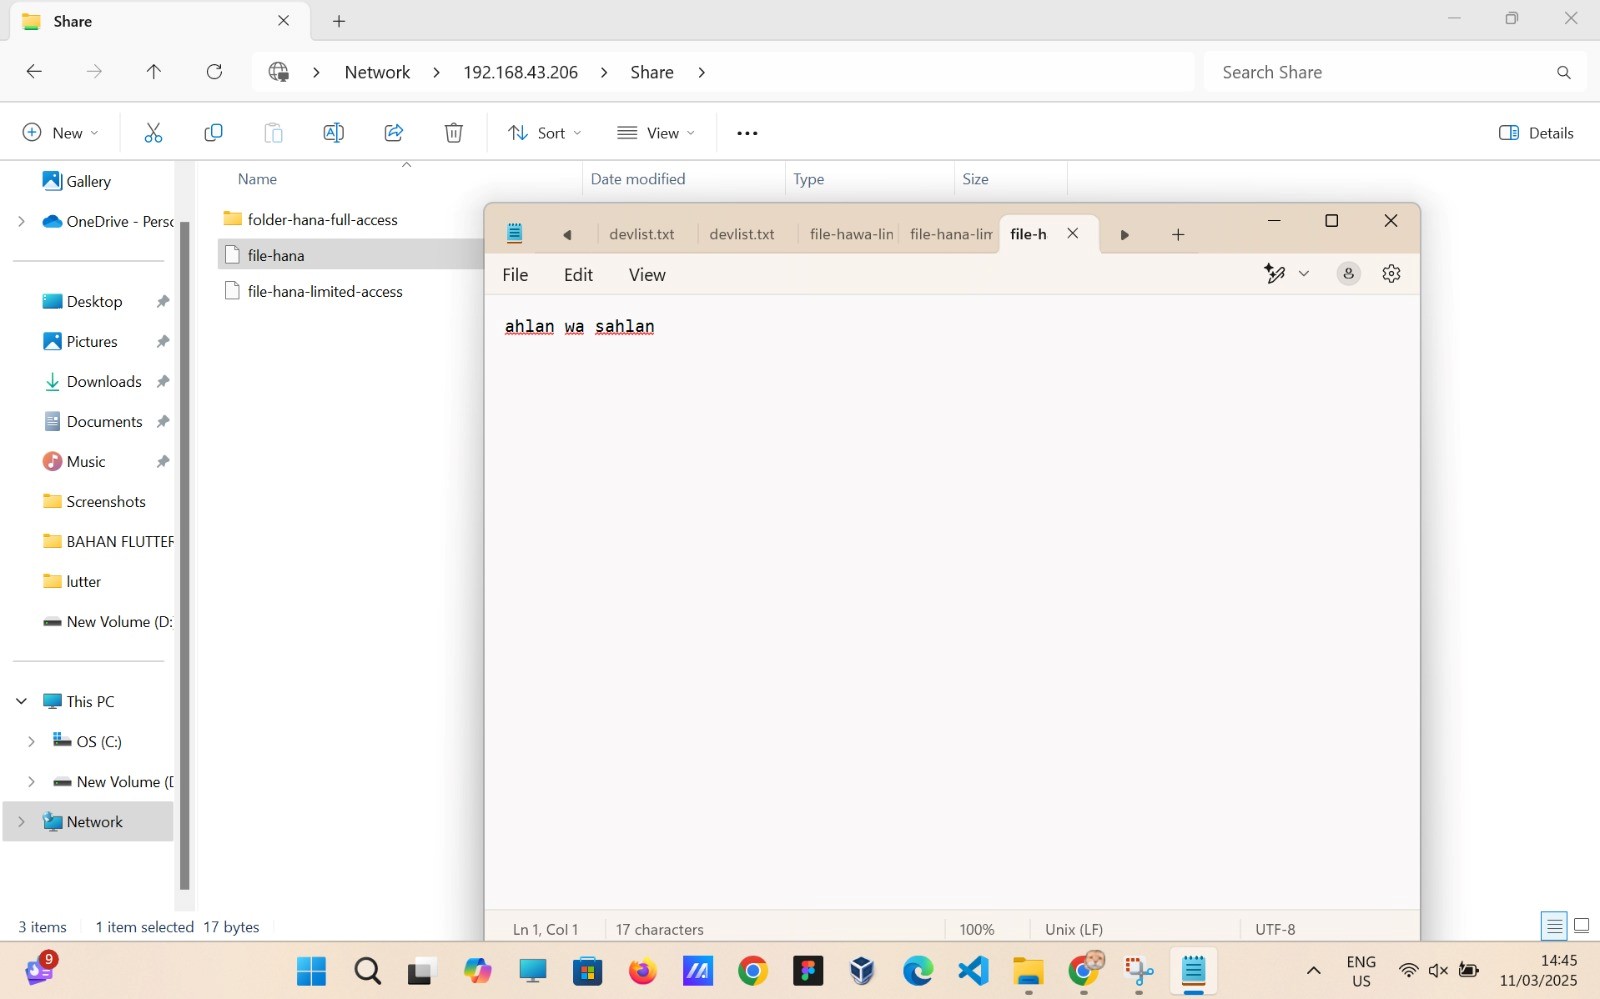 Share
Network
192.168.43.206
Share
Search Share
New
Sort
View
Details
Gallery
OneDrive - Perso
Desktop
Pictures
Downloads
Documents
Music
Screenshots
BAHAN FLUTTER
lutter
New Volume (D:
This PC
OS (C:)
New Volume (D
Network
Name
Date modified
Type
Size
folder-hana-full-access
file-hana
file-hana-limited-access
devlist.txt
devlist.txt
file-hawa-lin
file-hana-lim
file-h
File
Edit
View
ahlan wa sahlan
Ln 1, Col 1
17 characters
100%
Unix (LF)
UTF-8
3 items
1 item selected
17 bytes
9
ENG
US
14:45
11/03/2025